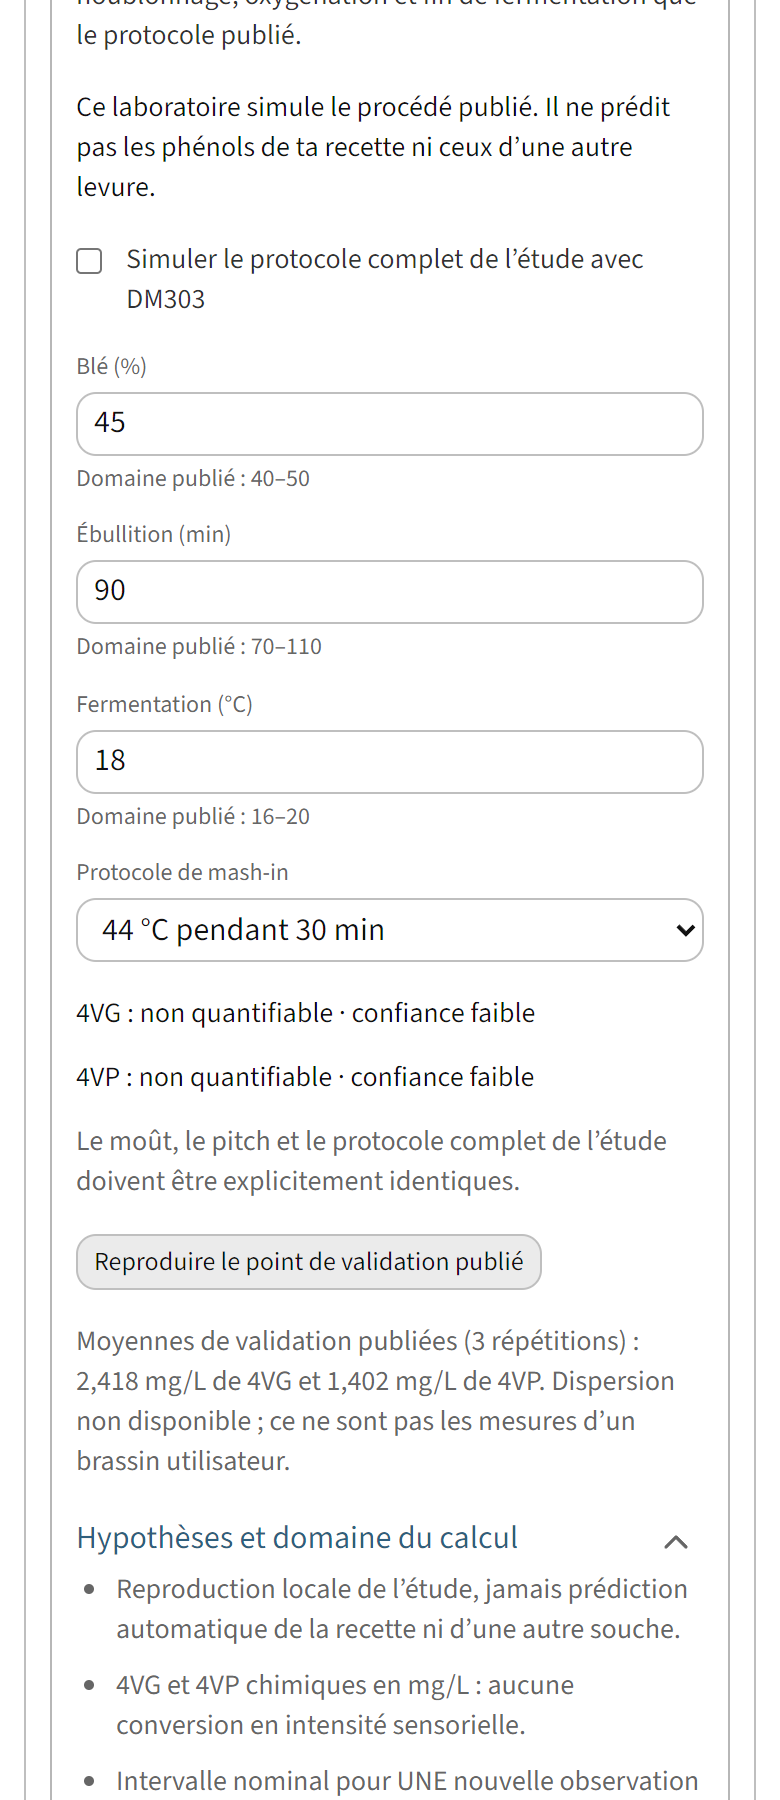 le protocole publié.
Ce laboratoire simule le procédé publié. Il ne prédit
pas les phénols de ta recette ni ceux d’une autre
levure.
Simuler le protocole complet de l’étude avec
DM303
Blé (%)
45
Domaine publié : 40–50
Ébullition (min)
90
Domaine publié : 70–110
Fermentation (°C)
18
Domaine publié : 16–20
Protocole de mash-in
44 °C pendant 30 min
4VG : non quantifiable · confiance faible
4VP : non quantifiable · confiance faible
Le moût, le pitch et le protocole complet de l’étude
doivent être explicitement identiques.
Reproduire le point de validation publié
Moyennes de validation publiées (3 répétitions) :
2,418 mg/L de 4VG et 1,402 mg/L de 4VP. Dispersion
non disponible ; ce ne sont pas les mesures d’un
brassin utilisateur.
Hypothèses et domaine du calcul
• Reproduction locale de l’étude, jamais prédiction
automatique de la recette ni d’une autre souche.
• 4VG et 4VP chimiques en mg/L : aucune
conversion en intensité sensorielle.
• Intervalle nominal pour UNE nouvelle observation